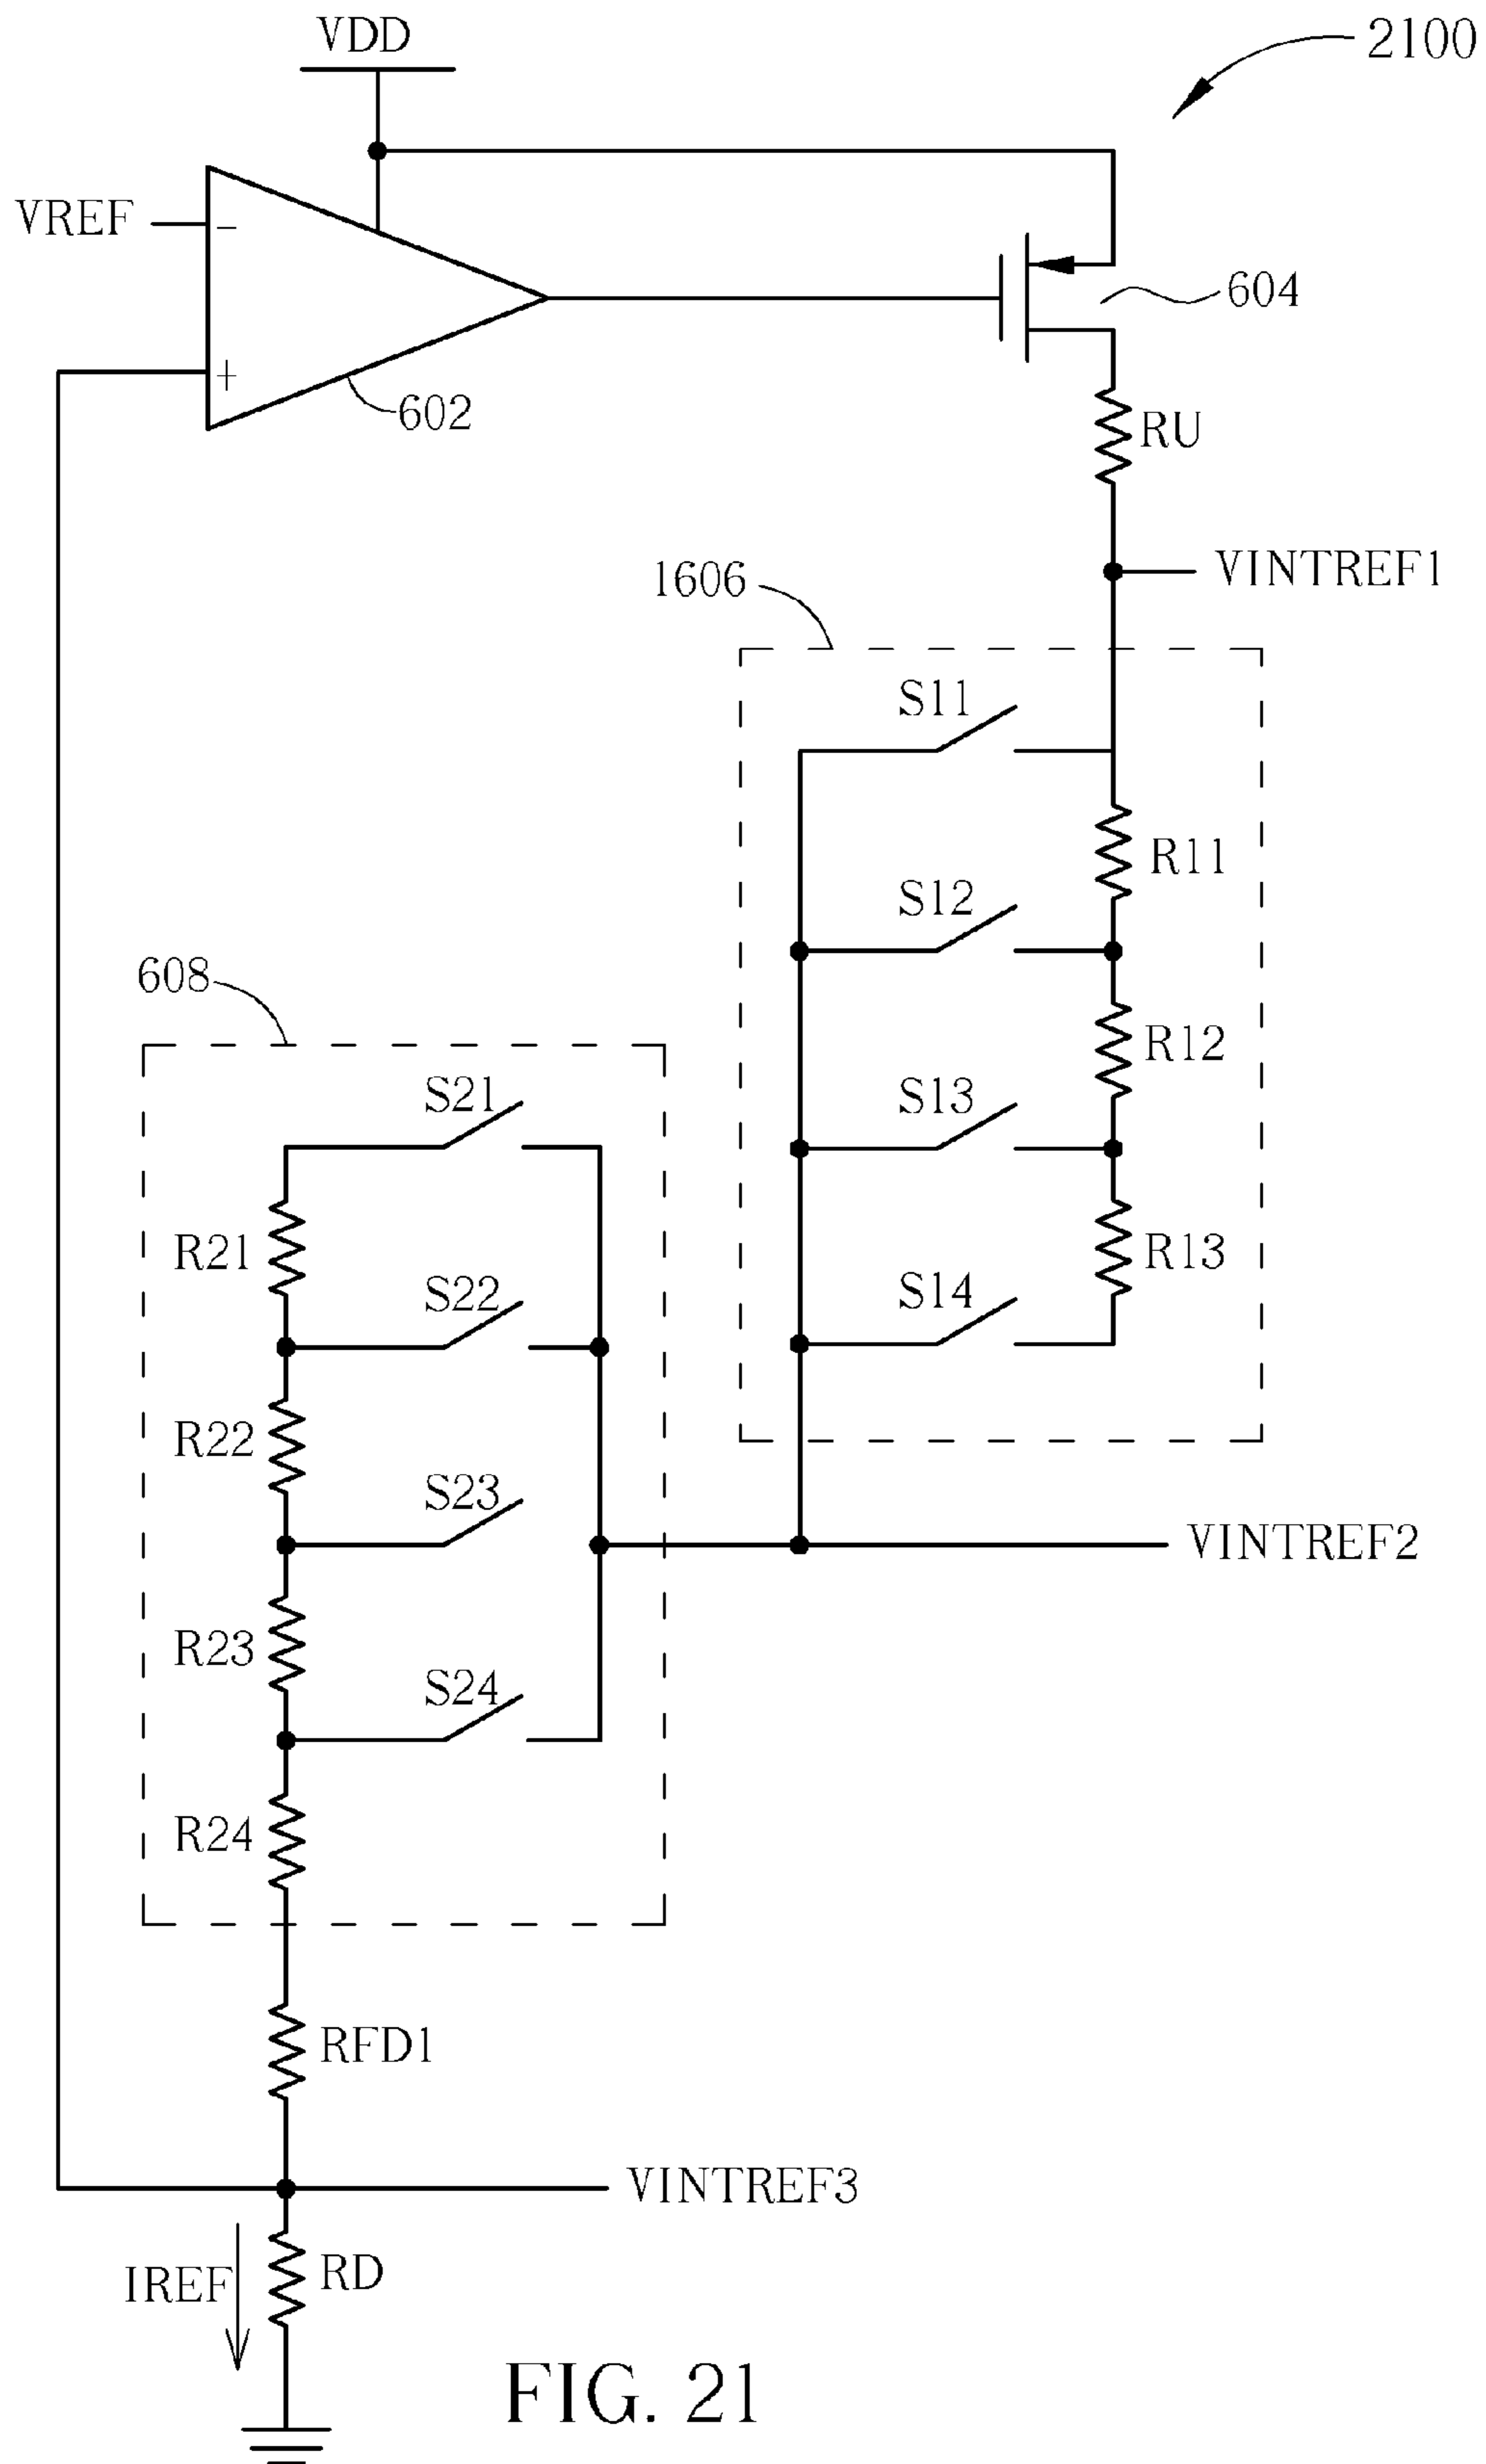 VDD
2100
VREF
−
+
604
602
RU
VINTREF1
1606
S11
R11
S12
608
R12
S21
S13
R21
R13
S22
S14
R22
S23
VINTREF2
R23
S24
R24
RFD1
VINTREF3
IREF
RD
FIG. 21